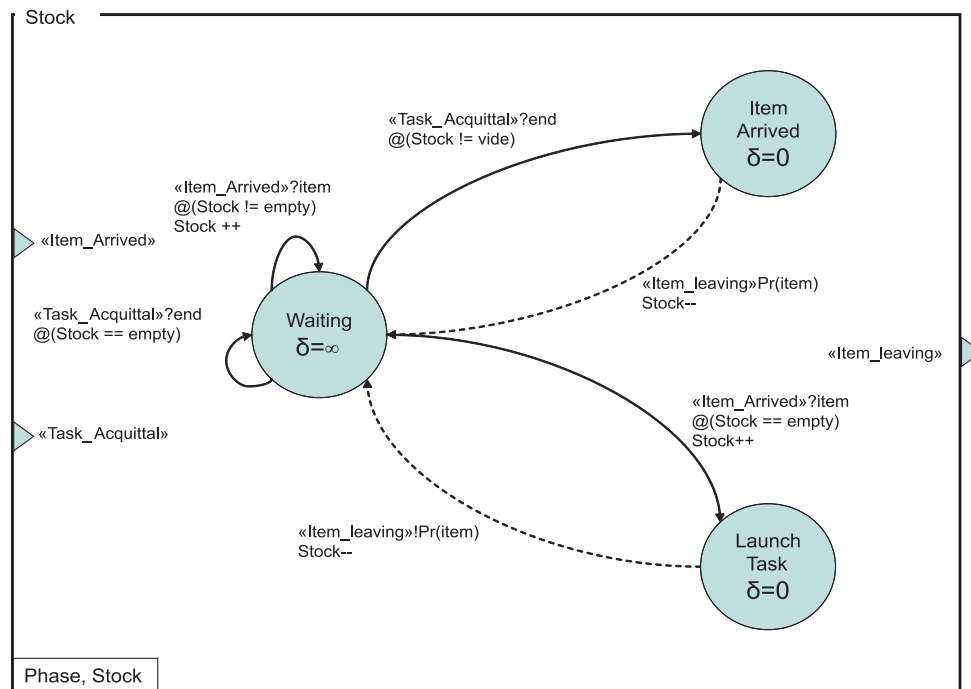 Stock
Item
Arrived
δ=0
«Task_Acquittal»?end
@(Stock != vide)
«Item_Arrived»?item
@(Stock != empty)
Stock ++
«Item_Arrived»
«Item_leaving»Pr(item)
Stock--
«Task_Acquittal»?end
@(Stock == empty)
Waiting
δ=∞
«Item_leaving»
«Item_Arrived»?item
@(Stock == empty)
Stock++
«Task_Acquittal»
«Item_leaving»!Pr(item)
Stock--
Launch
Task
δ=0
Phase, Stock